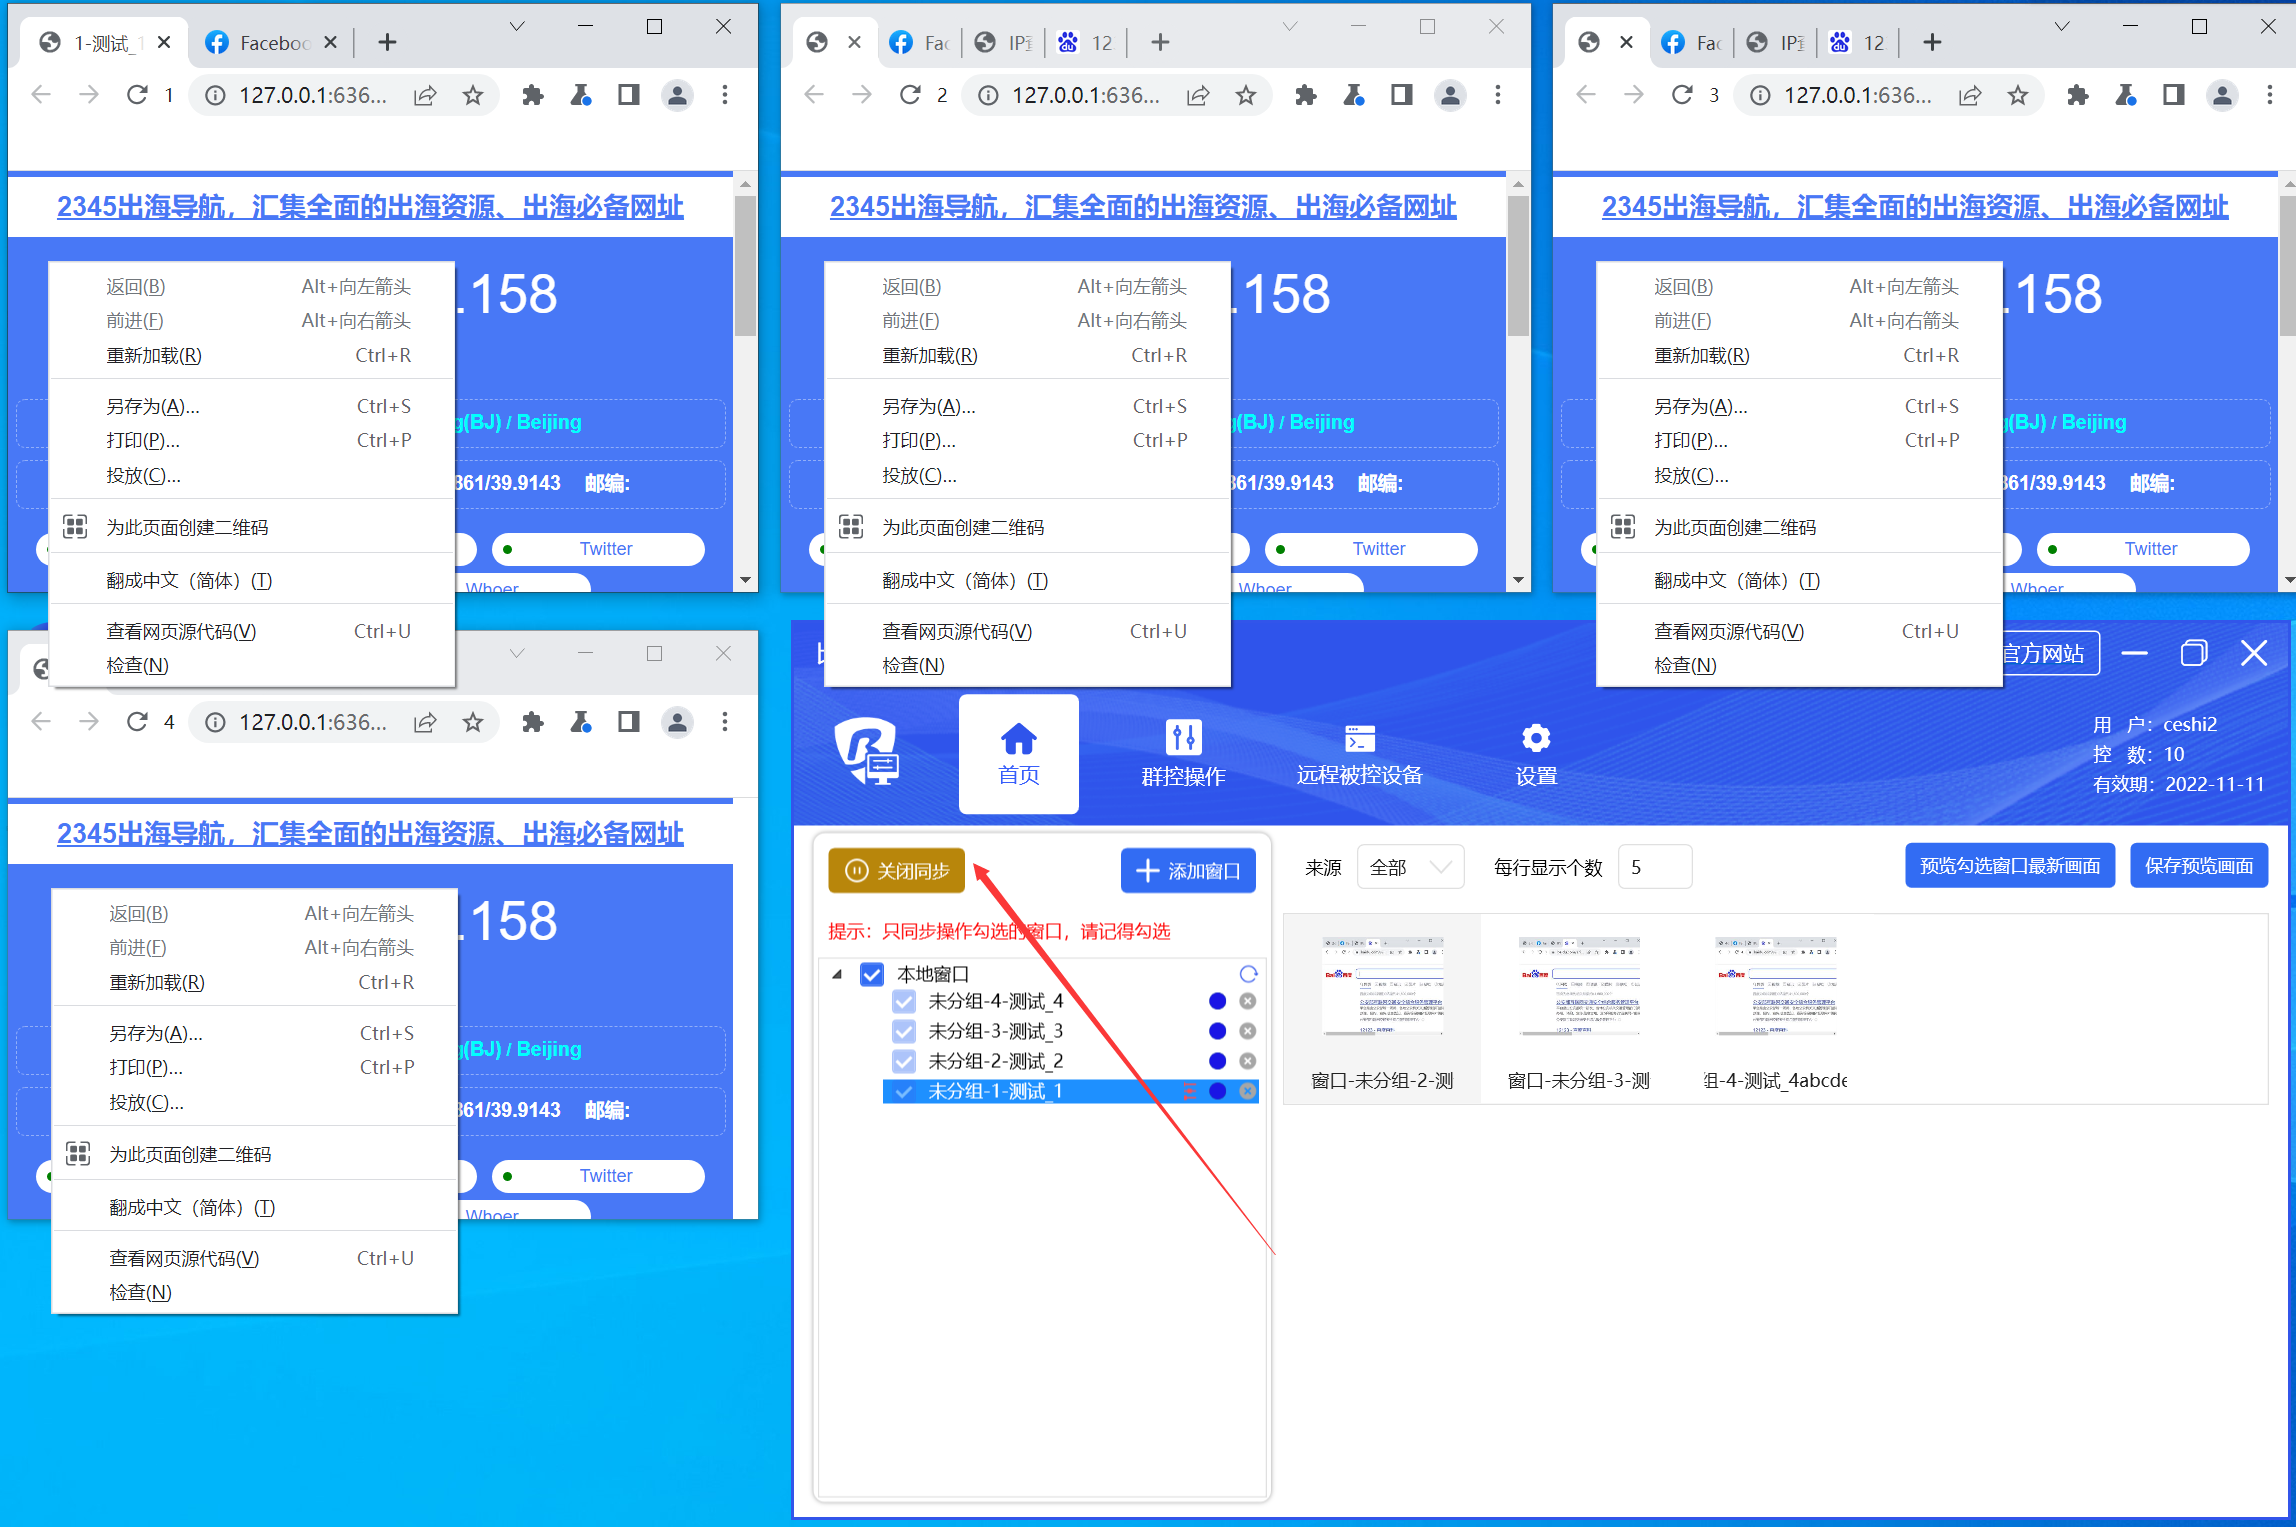 1-测试_1
Faceboo
1
127.0.0.1:636...
2345出海导航，汇集全面的出海资源、出海必备网址
.158
返回(B) Alt+向左箭头
前进(F) Alt+向右箭头
重新加载(R) Ctrl+R
另存为(A)... Ctrl+S
打印(P)... Ctrl+P
投放(C)...
为此页面创建二维码
翻成中文（简体）(T)
查看网页源代码(V) Ctrl+U
检查(N)
g(BJ) / Beijing
861/39.9143 邮编:
Twitter
Whoer
Fac
12
2
127.0.0.1:636...
2345出海导航，汇集全面的出海资源、出海必备网址
.158
返回(B) Alt+向左箭头
前进(F) Alt+向右箭头
重新加载(R) Ctrl+R
另存为(A)... Ctrl+S
打印(P)... Ctrl+P
投放(C)...
为此页面创建二维码
翻成中文（简体）(T)
查看网页源代码(V) Ctrl+U
检查(N)
g(BJ) / Beijing
861/39.9143 邮编:
Twitter
Whoer
Fac
12
3
127.0.0.1:636...
2345出海导航，汇集全面的出海资源、出海必备网址
.158
返回(B) Alt+向左箭头
前进(F) Alt+向右箭头
重新加载(R) Ctrl+R
另存为(A)... Ctrl+S
打印(P)... Ctrl+P
投放(C)...
为此页面创建二维码
翻成中文（简体）(T)
查看网页源代码(V) Ctrl+U
检查(N)
g(BJ) / Beijing
861/39.9143 邮编:
Twitter
Whoer
4
127.0.0.1:636...
2345出海导航，汇集全面的出海资源、出海必备网址
.158
返回(B) Alt+向左箭头
前进(F) Alt+向右箭头
重新加载(R) Ctrl+R
另存为(A)... Ctrl+S
打印(P)... Ctrl+P
投放(C)...
为此页面创建二维码
翻成中文（简体）(T)
查看网页源代码(V) Ctrl+U
检查(N)
g(BJ) / Beijing
861/39.9143 邮编:
Twitter
Whoer
官方网站
首页
群控操作
远程被控设备
设置
用 户：ceshi2
控 数：10
有效期：2022-11-11
关闭同步
添加窗口
提示：只同步操作勾选的窗口，请记得勾选
本地窗口
未分组-4-测试_4
未分组-3-测试_3
未分组-2-测试_2
未分组-1-测试_1
来源 全部 每行显示个数 5
预览勾选窗口最新画面
保存预览画面
窗口-未分组-2-测
窗口-未分组-3-测
组-4-测试_4abcde